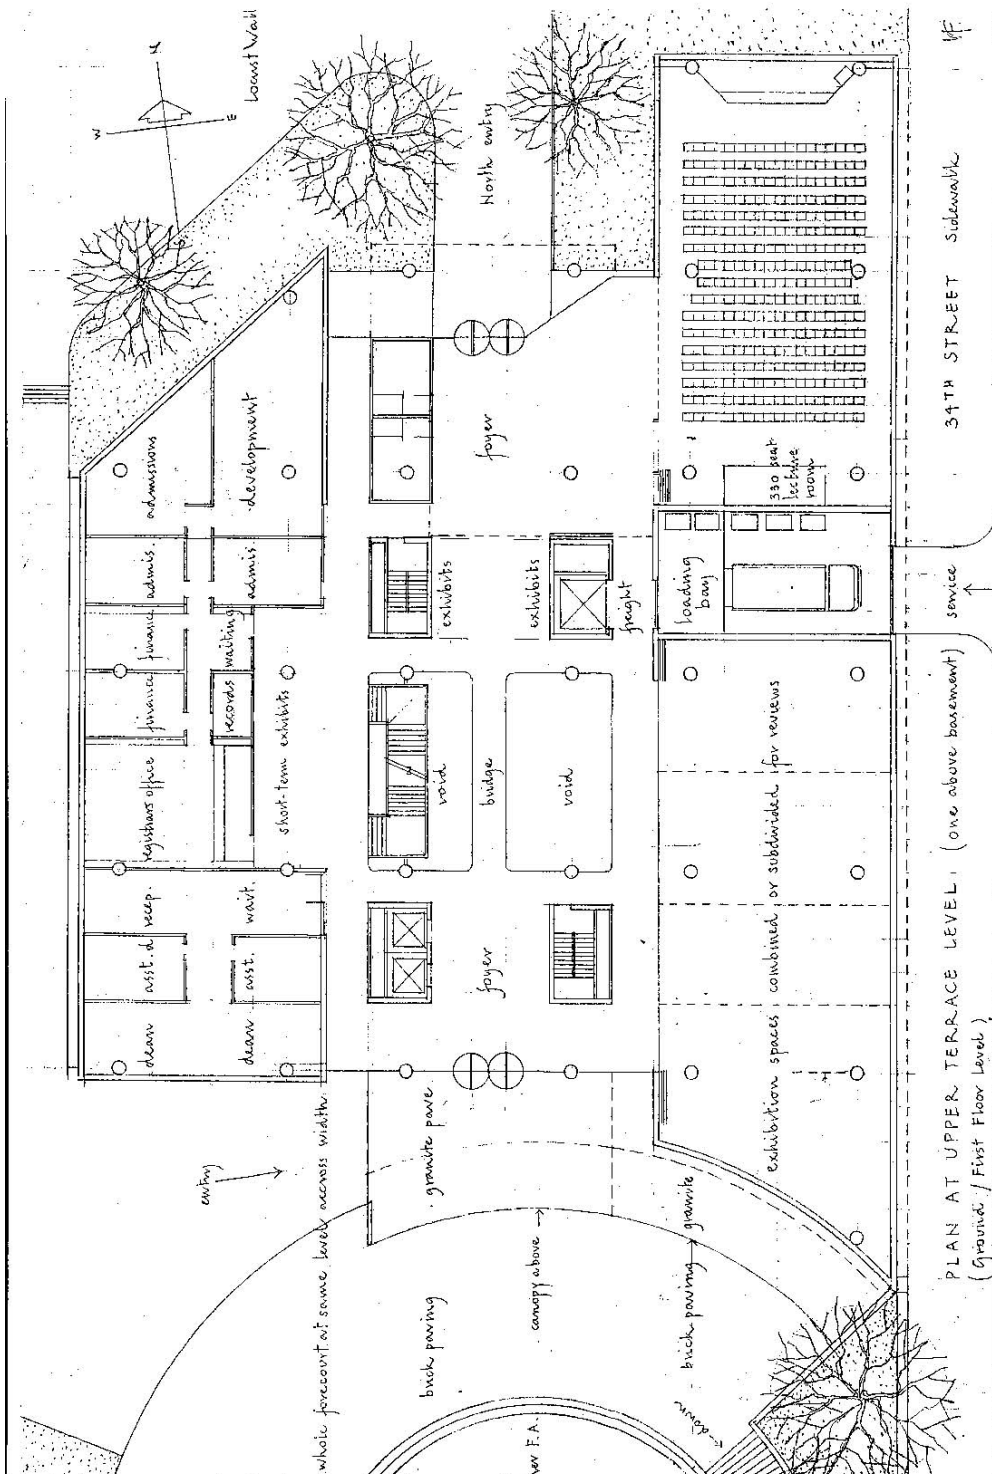 N
W
E
Locust Walk
North entry
34TH STREET Sidewalk
admissions
development
foyer
330 seat
lecture
room
admis.
admis.
exhibits
exhibits
freight
loading
bay
service
finance
waiting
finance
records
registrars office
short-term exhibits
void
bridge
void
recep.
wait.
asst. d
asst.
dean
dean
foyer
exhibition spaces combined or subdivided for reviews
entry
whole forecourt at same level accross width
granite pave
brick paving
canopy above
brick paving
granite
down
F.A.
PLAN AT UPPER TERRACE LEVEL: (one above basement)
(Ground / First Floor Level)